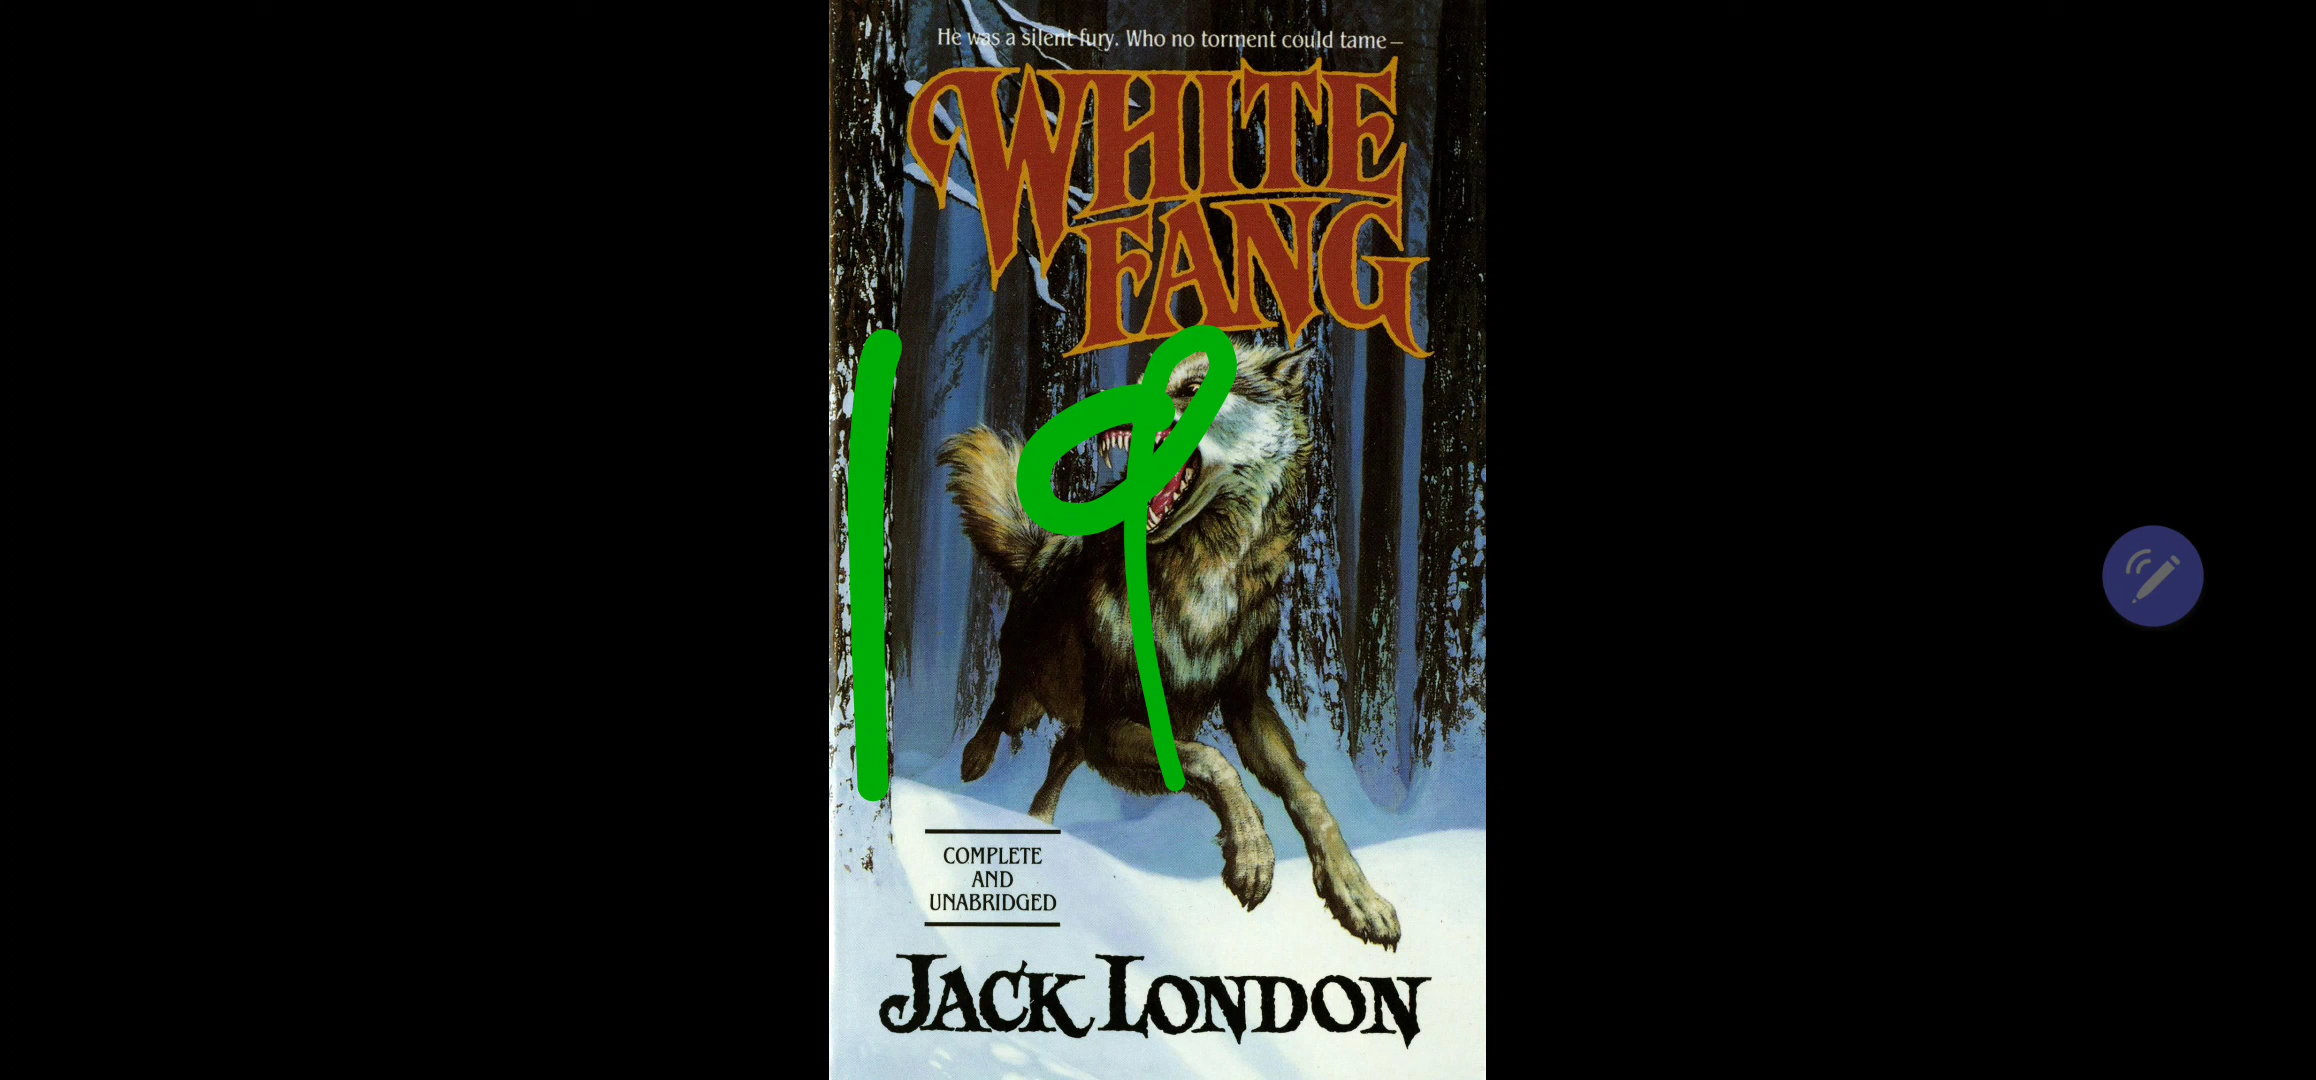 He was a silent fury. Who no torment could tame–
WHITE
FANG
19
COMPLETE
AND
UNABRIDGED
JACK LONDON